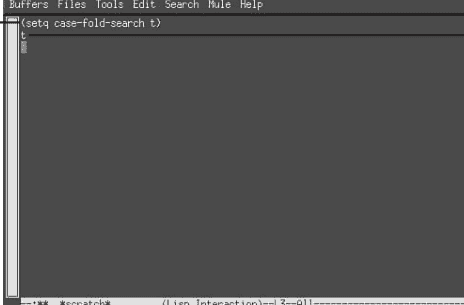 Buffers Files Tools Edit Search Mule Help
(setq case-fold-search t)
t
--:** *scratch* (Lisp Interaction)--L3--All--------------------------